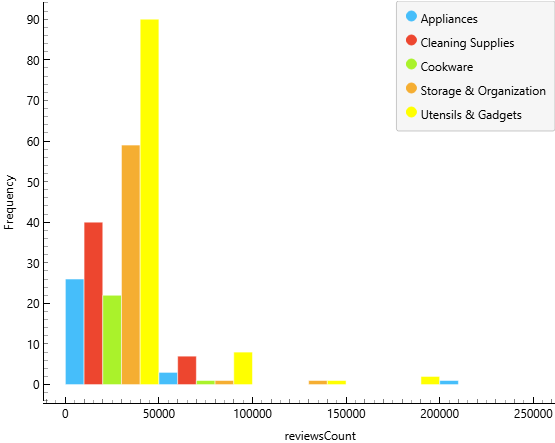 90
80
70
60
50
40
30
20
10
0
Frequency
0 50000 100000 150000 200000 250000
reviewsCount
Appliances
Cleaning Supplies
Cookware
Storage & Organization
Utensils & Gadgets